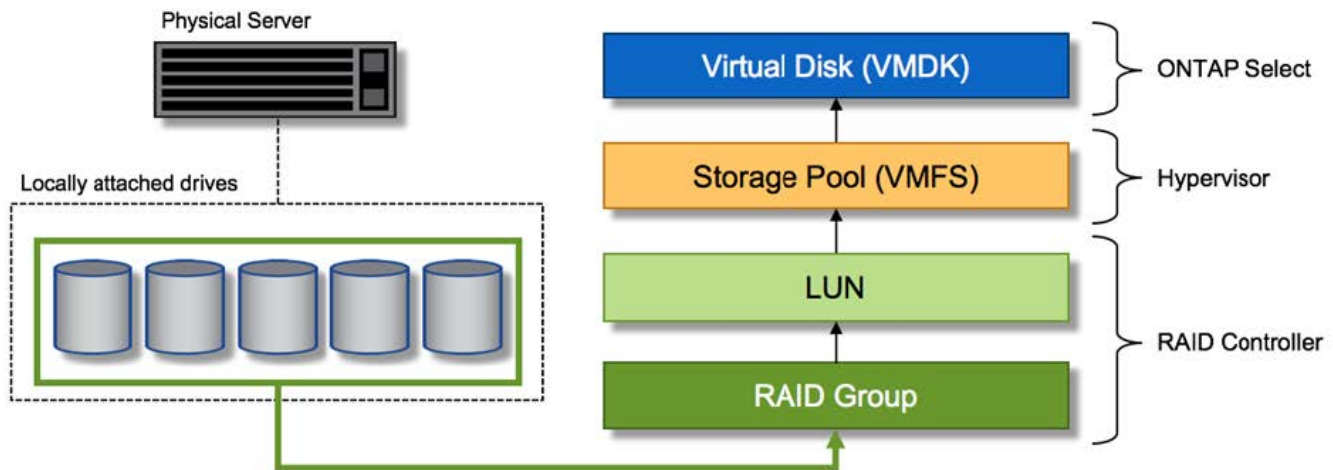 Physical Server
Locally attached drives
Virtual Disk (VMDK)
ONTAP Select
Storage Pool (VMFS)
Hypervisor
LUN
RAID Controller
RAID Group